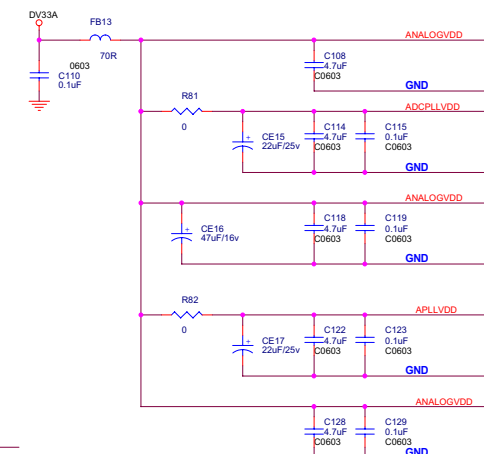 DV33A
FB13
70R
0603
C110
0.1uF
ANALOGVDD
C108
4.7uF
C0603
GND
R81
0
ADCPLLVDD
CE15
22uF/25v
C114
4.7uF
C0603
C115
0.1uF
C0603
GND
ANALOGVDD
CE16
47uF/16v
C118
4.7uF
C0603
C119
0.1uF
C0603
GND
R82
0
APLLVDD
CE17
22uF/25v
C122
4.7uF
C0603
C123
0.1uF
C0603
GND
ANALOGVDD
C128
4.7uF
C0603
C129
0.1uF
C0603
GND